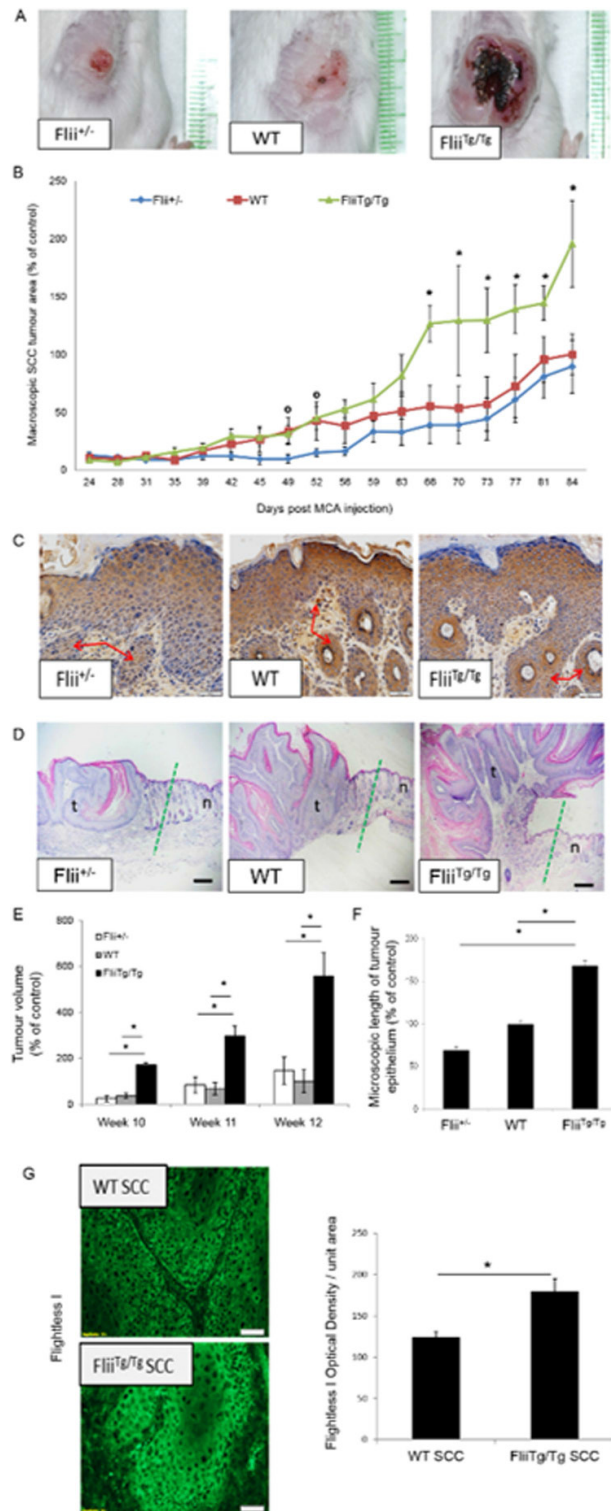 A
Flii+/-
WT
FliiTg/Tg
B
Macroscopic SCC tumour area (% of control)
250
200
150
100
50
0
Flii+/-
WT
FliiTg/Tg
*
*
*
*
*
*
*
o
o
24 28 31 35 39 42 45 49 52 56 59 63 66 70 73 77 81 84
Days post MCA injection)
C
Flii+/-
WT
FliiTg/Tg
D
t
n
Flii+/-
t
n
WT
t
n
FliiTg/Tg
E
Tumour volume
(% of control)
800
600
400
200
0
Flii+/-
WT
FliiTg/Tg
*
*
*
*
*
*
Week 10 Week 11 Week 12
F
Microscopic length of tumour
epithelium (% of control)
200
150
100
50
0
*
*
Flii+/-
WT
FliiTg/Tg
G
Flightless I
WT SCC
FliiTg/Tg SCC
Flightless I Optical Density / unit area
250
200
150
100
50
0
*
WT SCC
FliiTg/Tg SCC